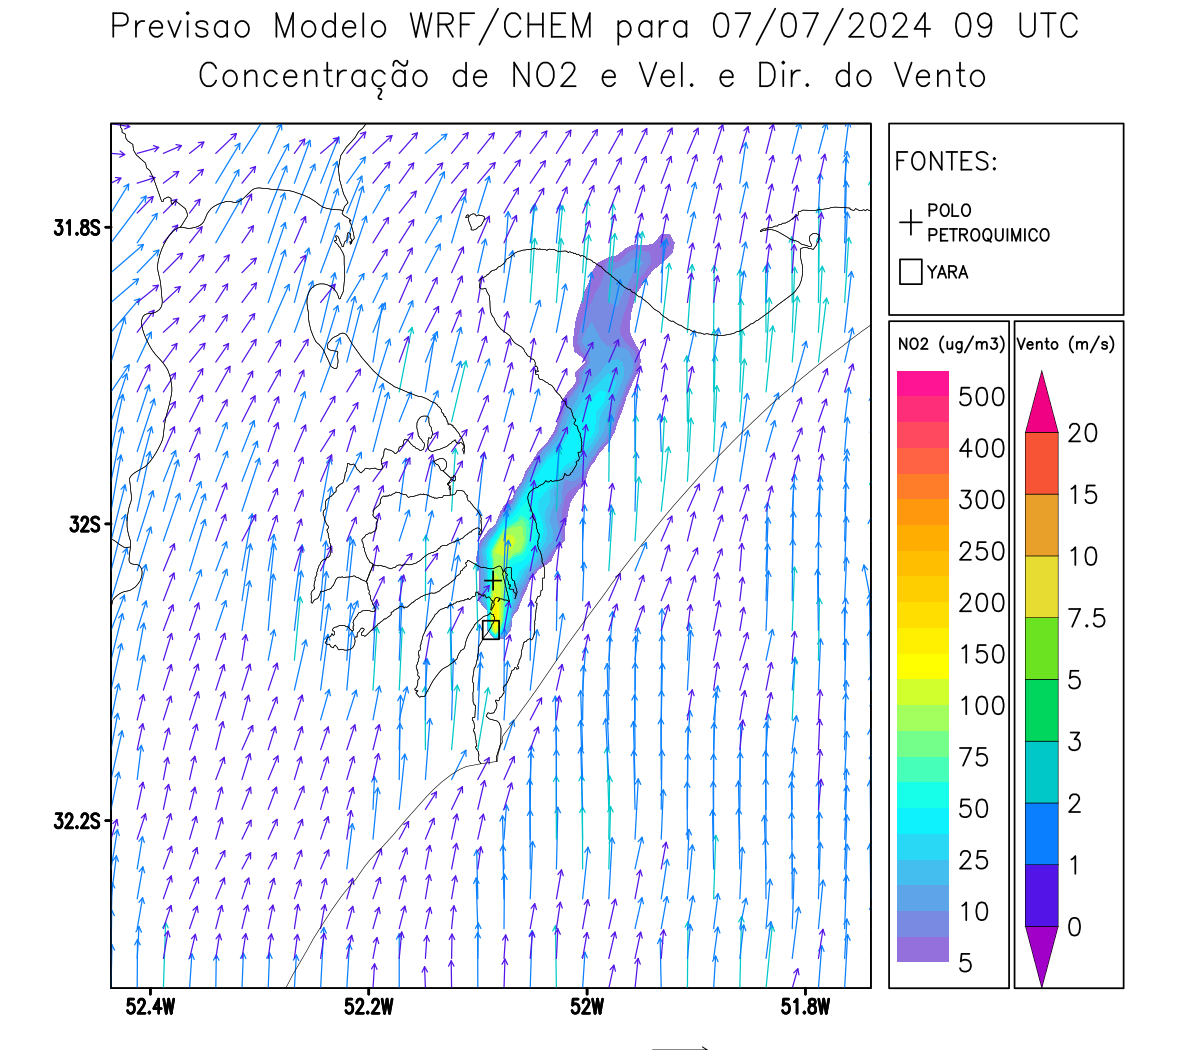 Previsao Modelo WRF/CHEM para 07/07/2024 09 UTC
Concentração de NO2 e Vel. e Dir. do Vento
FONTES:
POLO
PETROQUIMICO
YARA
NO2 (ug/m3)
500
400
300
250
200
150
100
75
50
25
10
5
Vento (m/s)
20
15
10
7.5
5
3
2
1
0
31.8S
32S
32.2S
52.4W
52.2W
52W
51.8W